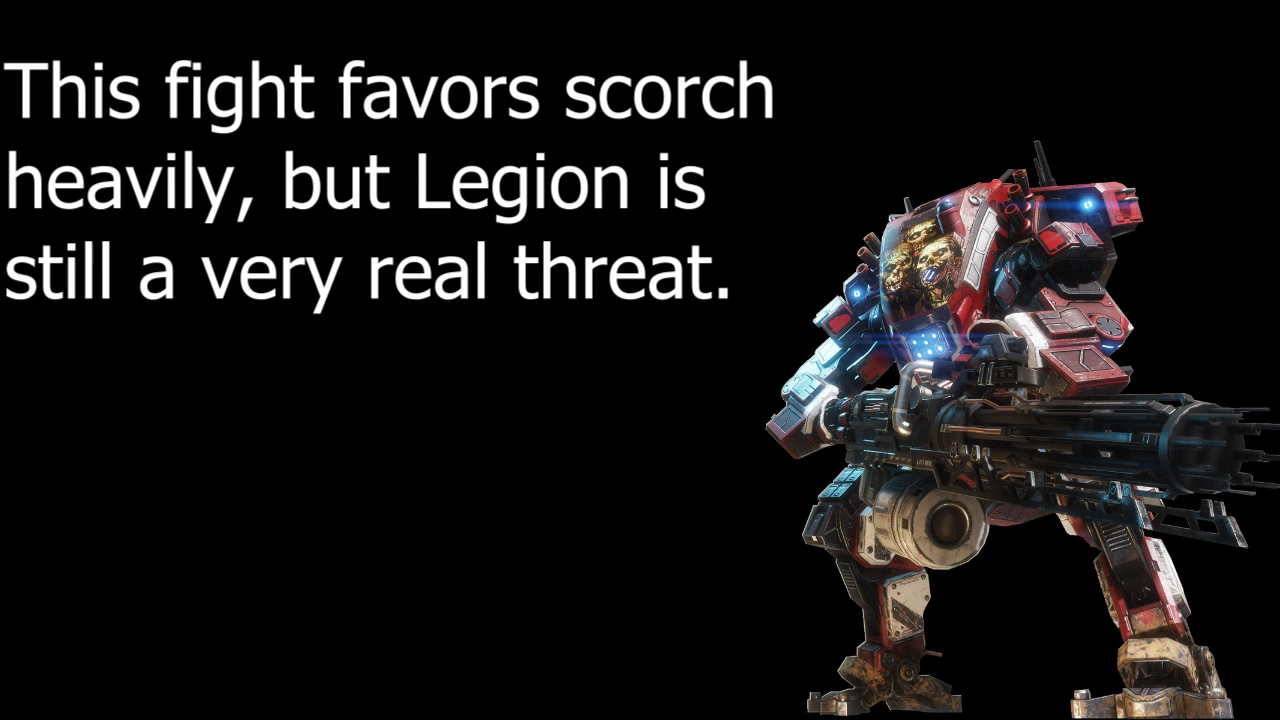 This fight favors scorch
heavily, but Legion is
still a very real threat.